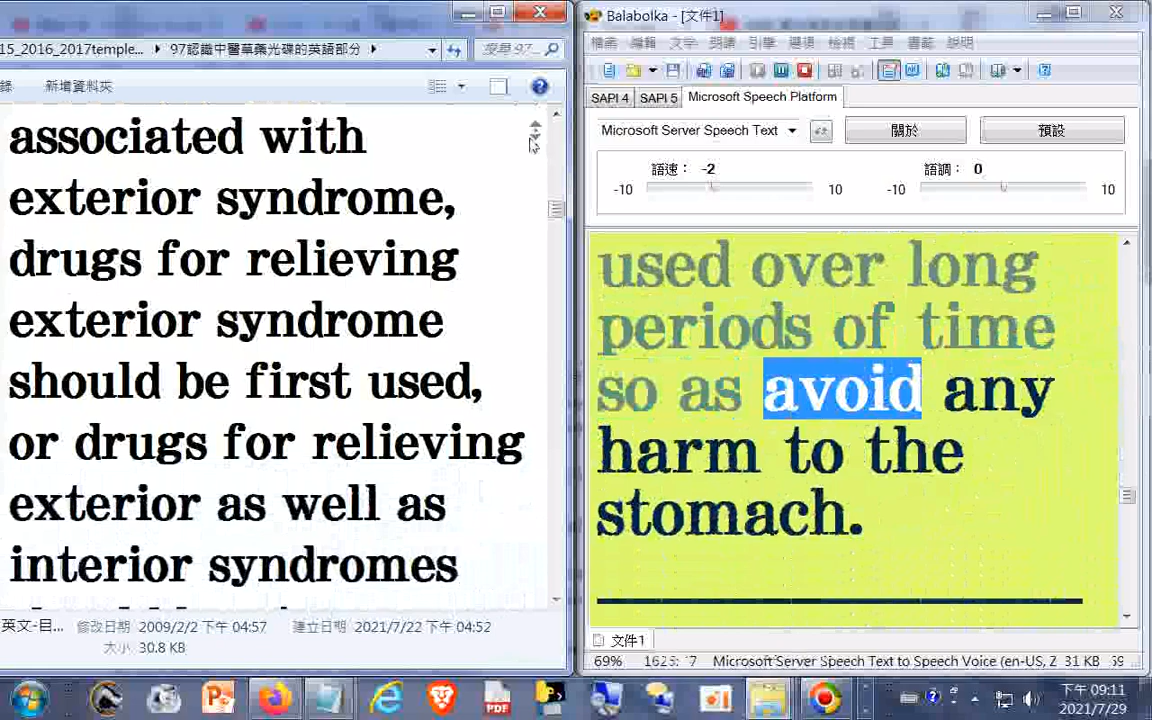 15_2016_2017temple...
97認識中醫草藥光碟的英語部分
搜尋 97...
錄
新增資料夾
associated with
exterior syndrome,
drugs for relieving
exterior syndrome
should be first used,
or drugs for relieving
exterior as well as
interior syndromes
英文-目...
修改日期 2009/2/2 下午 04:57
建立日期 2021/7/22 下午 04:52
大小 30.8 KB
Balabolka - [文件1]
檔案 編輯 文字 朗讀 引擎 選項 檢視 工具 書籤 說明
SAPI 4
SAPI 5
Microsoft Speech Platform
Microsoft Server Speech Text
關於
預設
語速： -2
-10
10
語調： 0
-10
10
used over long
periods of time
so as avoid any
harm to the
stomach.
文件1
69%
Microsoft Server Speech Text to Speech Voice (en-US, Z
31 KB
下午 09:11
2021/7/29